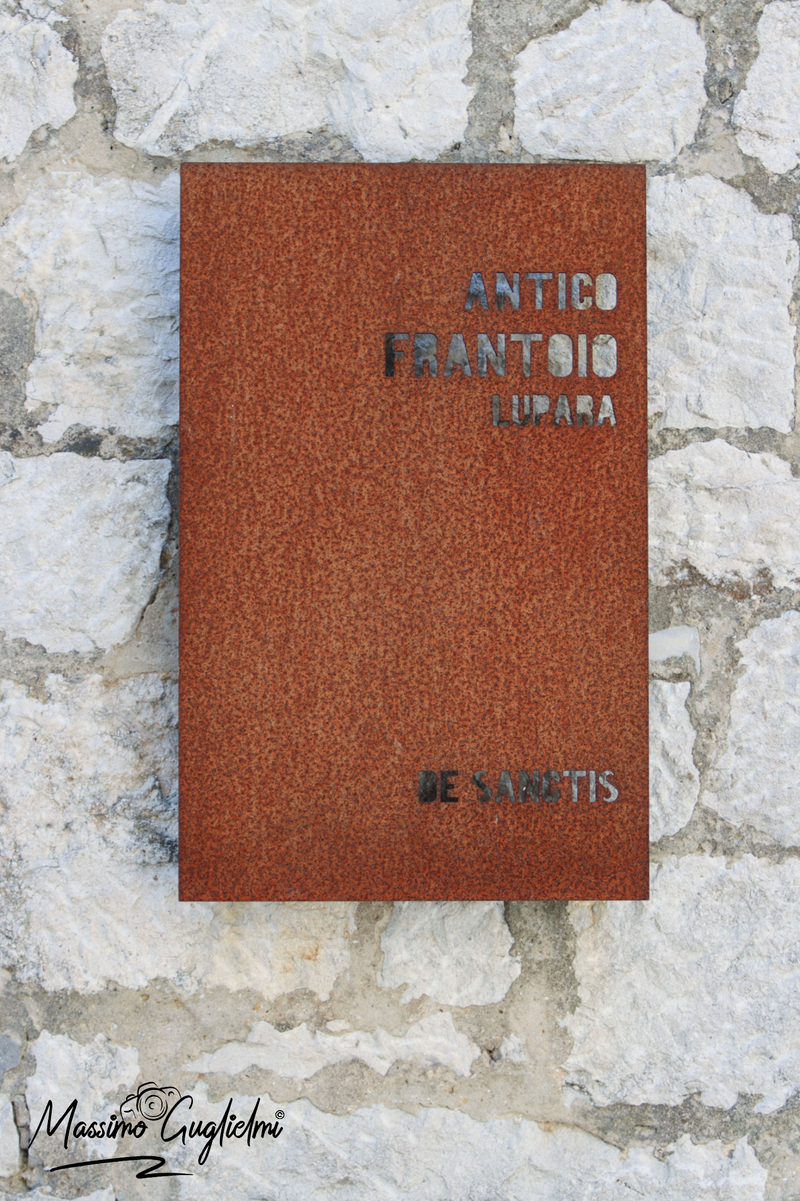 ANTICO
FRANTOIO
LUPARA
DE SANCTIS
Massimo Guglielmi ©